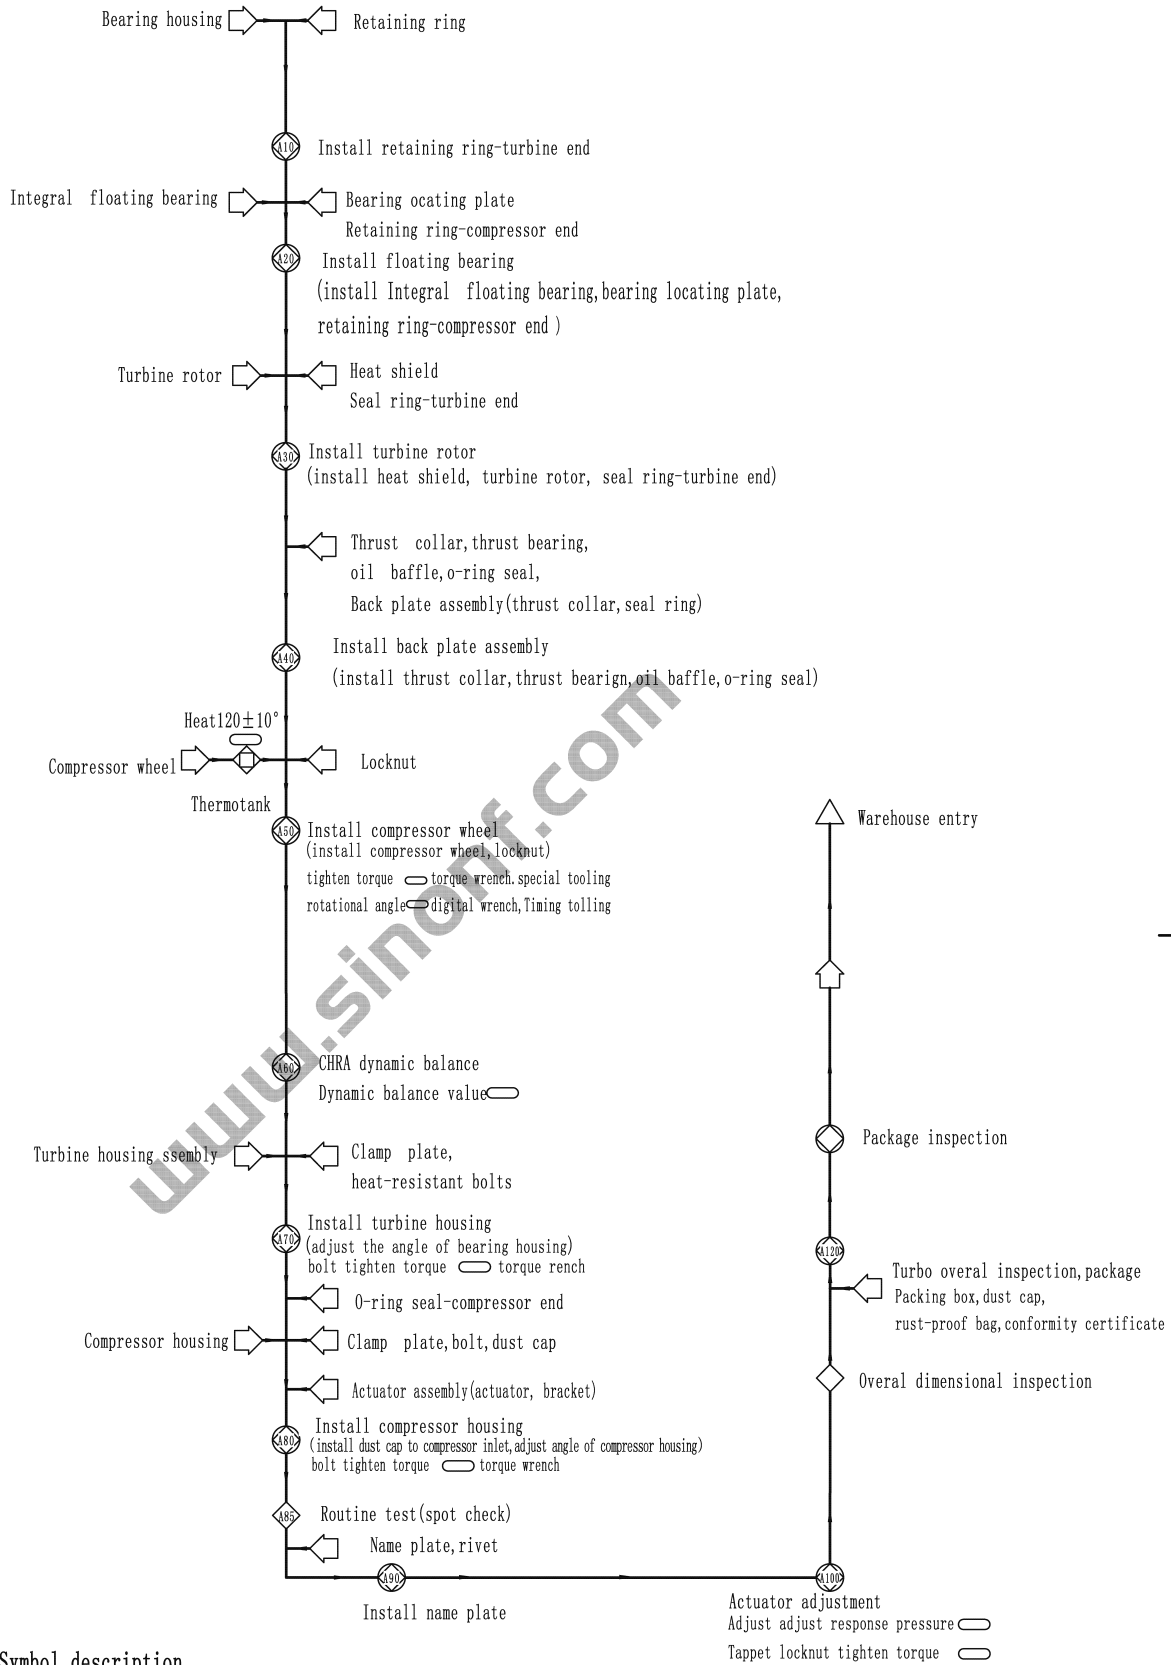 Bearing housing
Retaining ring
A10
Install retaining ring-turbine end
Integral floating bearing
Bearing ocating plate
Retaining ring-compressor end
A20
Install floating bearing
(install Integral floating bearing, bearing locating plate,
retaining ring-compressor end )
Turbine rotor
Heat shield
Seal ring-turbine end
A30
Install turbine rotor
(install heat shield, turbine rotor, seal ring-turbine end)
Thrust collar, thrust bearing,
oil baffle, o-ring seal,
Back plate assembly(thrust collar, seal ring)
A40
Install back plate assembly
(install thrust collar, thrust bearign, oil baffle, o-ring seal)
Heat120±10°
Compressor wheel
Locknut
Thermotank
A50
Install compressor wheel
(install compressor wheel, locknut)
tighten torque torque wrench. special tooling
rotational angle digital wrench, Timing tolling
A60
CHRA dynamic balance
Dynamic balance value
Turbine housing ssembly
Clamp plate,
heat-resistant bolts
A70
Install turbine housing
(adjust the angle of bearing housing)
bolt tighten torque torque rench
O-ring seal-compressor end
Compressor housing
Clamp plate, bolt, dust cap
Actuator assembly(actuator, bracket)
A80
Install compressor housing
(install dust cap to compressor inlet, adjust angle of compressor housing)
bolt tighten torque torque wrench
A85
Routine test(spot check)
Name plate, rivet
A90
Install name plate
A100
Actuator adjustment
Adjust adjust response pressure
Tappet locknut tighten torque
Overal dimensional inspection
Turbo overal inspection, package
Packing box, dust cap,
rust-proof bag, conformity certificate
A120
Package inspection
Warehouse entry
www.sinonf.com
Symbol description